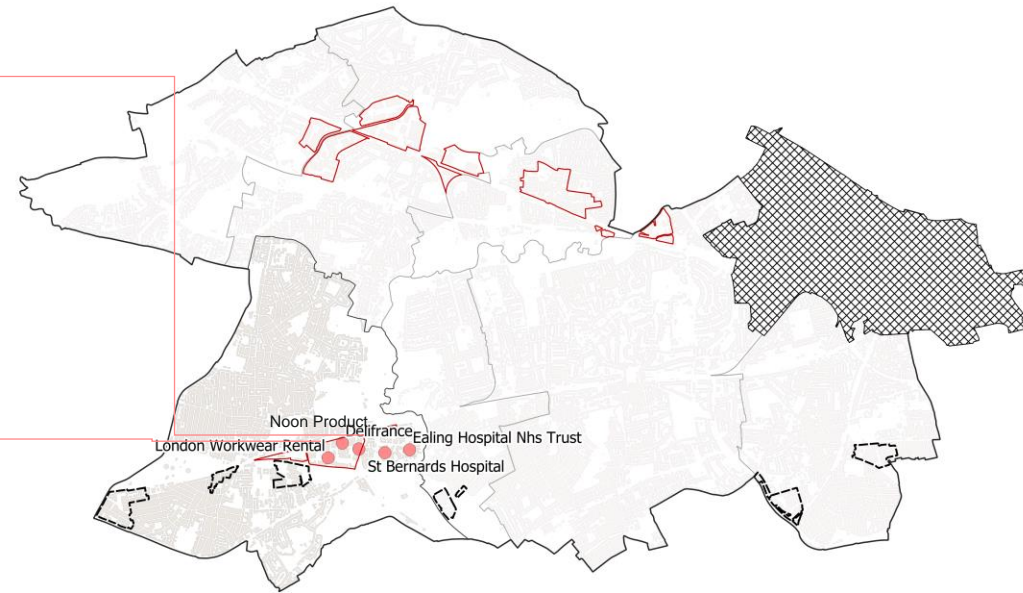 Noon Product
Delifrance
Ealing Hospital Nhs Trust
London Workwear Rental
St Bernards Hospital